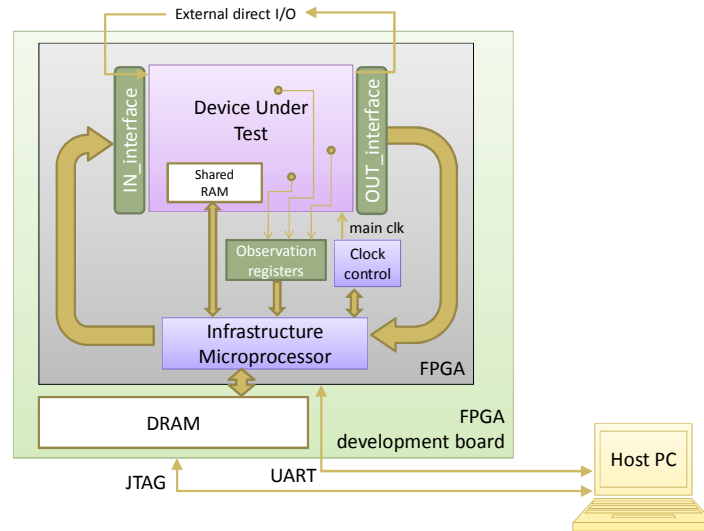 External direct I/O
IN_interface
Device Under
Test
OUT_interface
Shared
RAM
main clk
Observation
registers
Clock
control
Infrastructure
Microprocessor
FPGA
DRAM
FPGA
development board
Host PC
UART
JTAG